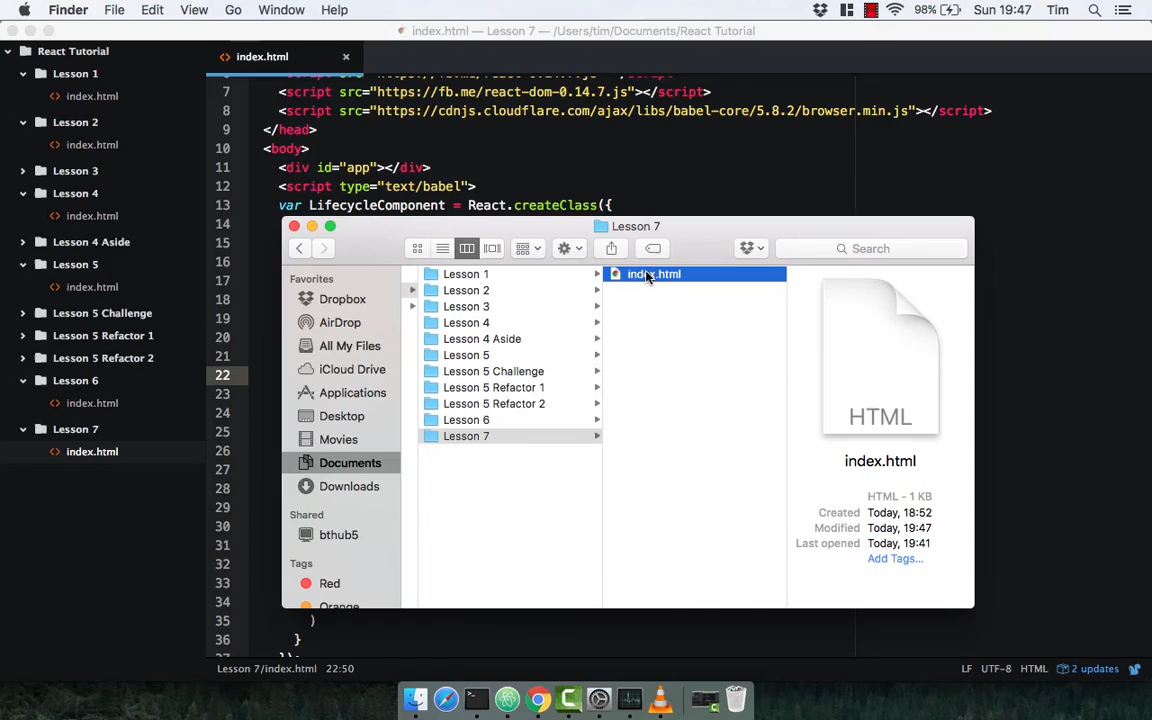 Finder File Edit View Go Window Help 98% Sun 19:47 Tim
index.html — Lesson 7 — /Users/tim/Documents/React Tutorial
React Tutorial
Lesson 1
index.html
Lesson 2
index.html
Lesson 3
Lesson 4
index.html
Lesson 4 Aside
Lesson 5
index.html
Lesson 5 Challenge
Lesson 5 Refactor 1
Lesson 5 Refactor 2
Lesson 6
index.html
Lesson 7
index.html
index.html
7 <script src="https://fb.me/react-dom-0.14.7.js"></script>
8 <script src="https://cdnjs.cloudflare.com/ajax/libs/babel-core/5.8.2/browser.min.js"></script>
9 </head>
10 <body>
11 <div id="app"></div>
12 <script type="text/babel">
13 var LifecycleComponent = React.createClass({
14
15
16
17
18
19
20
21
22
23
24
25
26
27
28
29
30
31
32
33
34
35 )
36 }
Lesson 7
Search
Favorites
Dropbox
AirDrop
All My Files
iCloud Drive
Applications
Desktop
Movies
Documents
Downloads
Shared
bthub5
Tags
Red
Orange
Lesson 1
Lesson 2
Lesson 3
Lesson 4
Lesson 4 Aside
Lesson 5
Lesson 5 Challenge
Lesson 5 Refactor 1
Lesson 5 Refactor 2
Lesson 6
Lesson 7
index.html
HTML
index.html
HTML - 1 KB
Created Today, 18:52
Modified Today, 19:47
Last opened Today, 19:41
Add Tags...
Lesson 7/index.html 22:50 LF UTF-8 HTML 2 updates